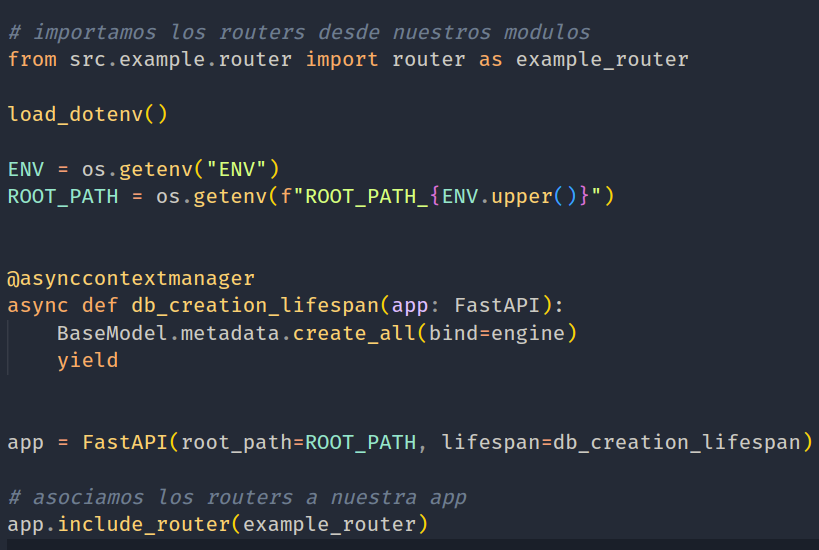 # importamos los routers desde nuestros modulos
from src.example.router import router as example_router
load_dotenv()
ENV = os.getenv("ENV")
ROOT_PATH = os.getenv(f"ROOT_PATH_{ENV.upper()}")
@asynccontextmanager
async def db_creation_lifespan(app: FastAPI):
    BaseModel.metadata.create_all(bind=engine)
    yield
app = FastAPI(root_path=ROOT_PATH, lifespan=db_creation_lifespan)
# asociamos los routers a nuestra app
app.include_router(example_router)